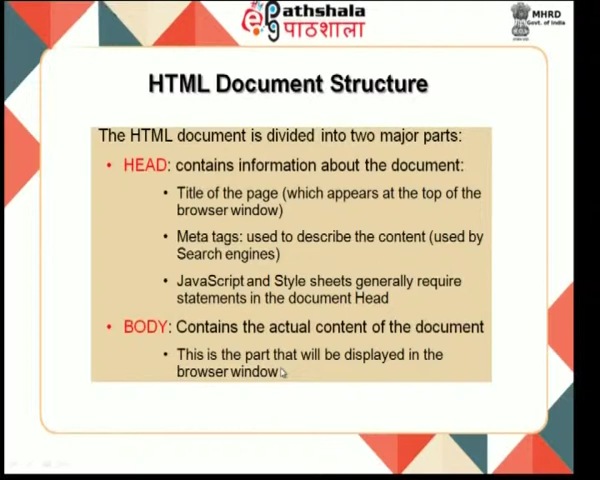 ePathshala
पाठशाला
MHRD
Govt. of India
HTML Document Structure
The HTML document is divided into two major parts:
• HEAD: contains information about the document:
• Title of the page (which appears at the top of the
browser window)
• Meta tags: used to describe the content (used by
Search engines)
• JavaScript and Style sheets generally require
statements in the document Head
• BODY: Contains the actual content of the document
• This is the part that will be displayed in the
browser window